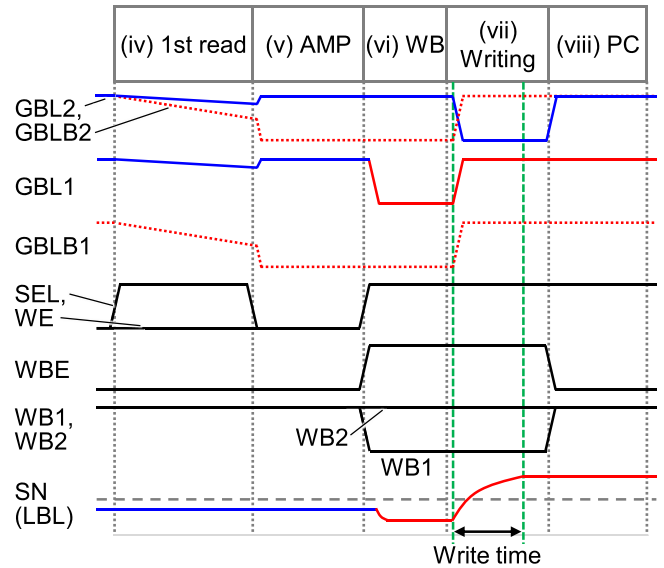 (iv) 1st read
(v) AMP
(vi) WB
(vii)
Writing
(viii) PC
GBL2,
GBLB2
GBL1
GBLB1
SEL,
WE
WBE
WB1,
WB2
WB2
WB1
SN
(LBL)
Write time